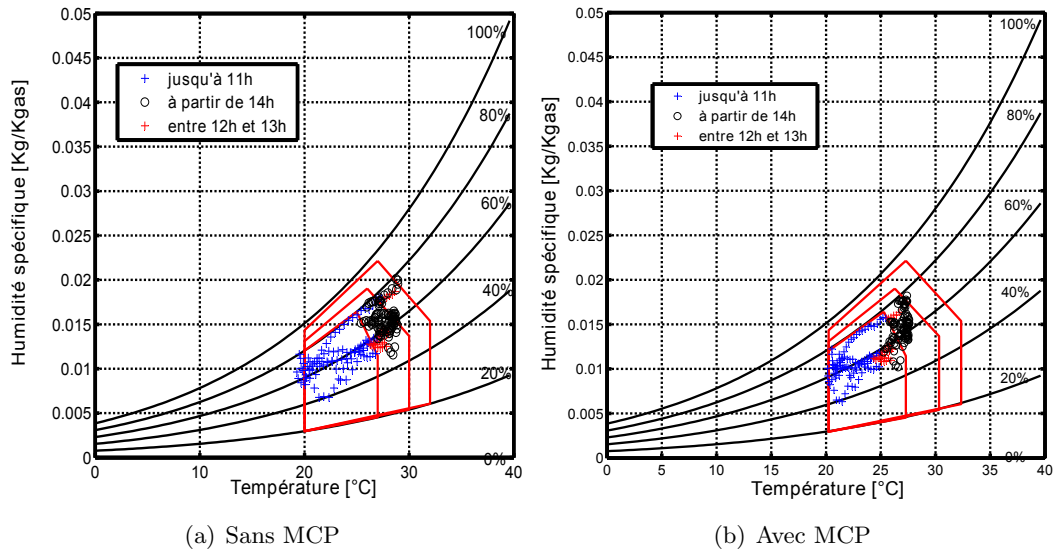 0.05
0.045
0.04
0.035
0.03
0.025
0.02
0.015
0.01
0.005
0
Humidité spécifique [Kg/Kgas]
jusqu'à 11h
à partir de 14h
entre 12h et 13h
100%
80%
60%
40%
20%
0%
0 10 20 30 40
Température [°C]
(a) Sans MCP
0.05
0.045
0.04
0.035
0.03
0.025
0.02
0.015
0.01
0.005
0
Humidité spécifique [Kg/Kgas]
jusqu'à 11h
à partir de 14h
entre 12h et 13h
100%
80%
60%
40%
20%
0%
0 5 10 15 20 25 30 35 40
Température [°C]
(b) Avec MCP